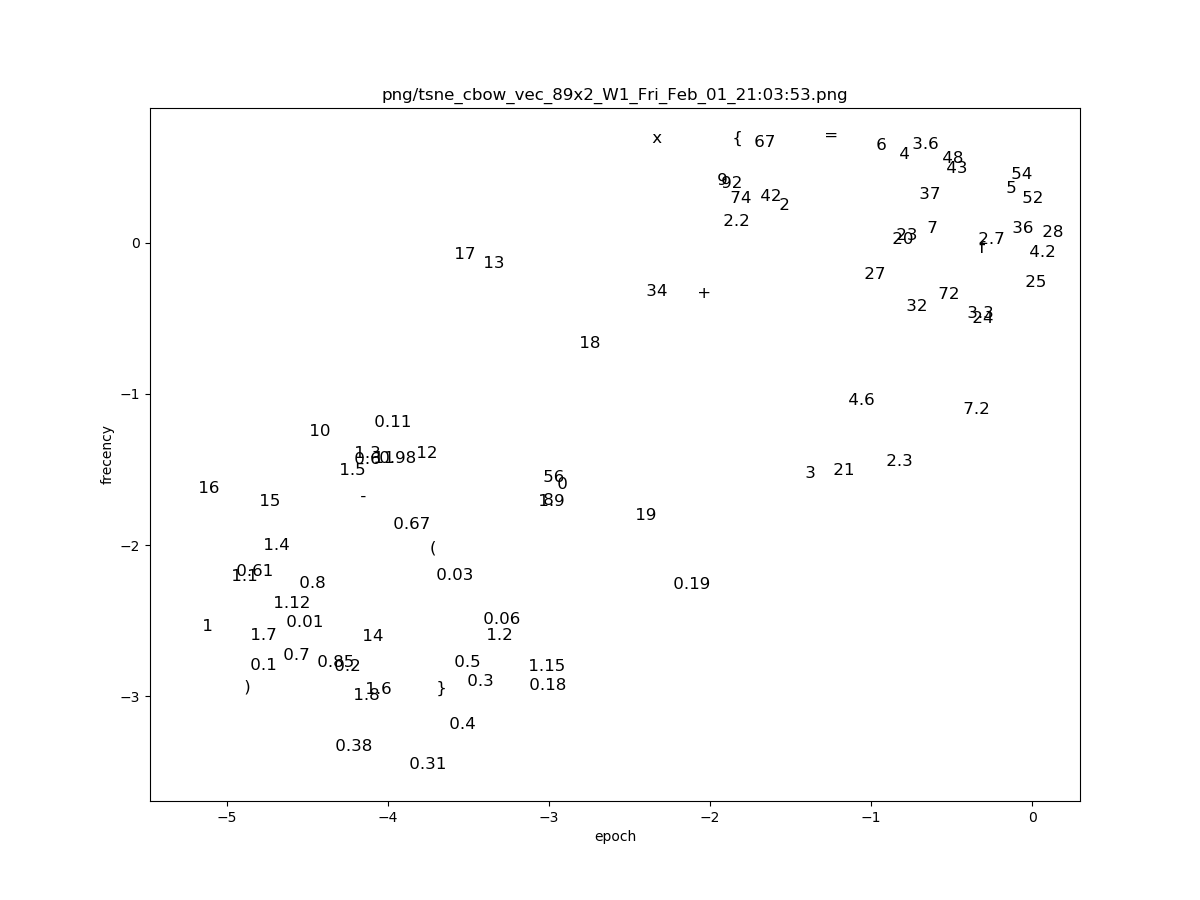 png/tsne_cbow_vec_89x2_W1_Fri_Feb_01_21:03:53.png
x { 67 = 6 4 3.6 48 43
54 5 52
9 92 74 42 2 37
2.2 20 23 7 2.7 f 36 28 4.2
0
17 13
34 + 27 72 32 25
3.3 24
18
−1
4.6 7.2
10 0.11
1.3 12
1.5
2.3 3 21
56 0
16 15 - 1.9
0.67 19
frecency
−2
1.4 (
0.61 1.1 0.8 0.03 0.19
1.12 0.01 0.06
1 1.7 14 1.2
0.7 0.85 0.2 0.5 1.15
0.1 0.3 0.18
) 1.6 1.8 }
−3
0.4
0.38 0.31
−5 −4 −3 −2 −1 0
epoch